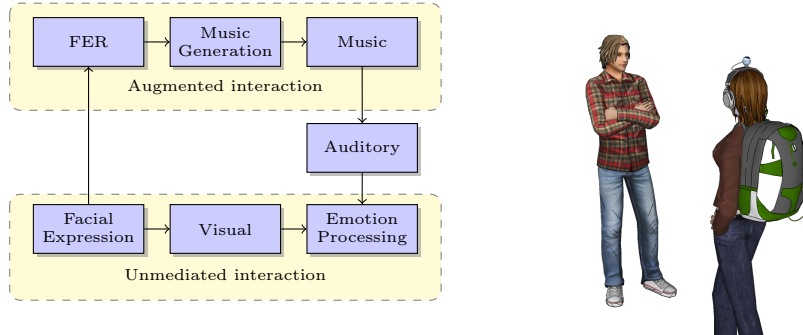 FER
Music
Generation
Music
Augmented interaction
Auditory
Facial
Expression
Visual
Emotion
Processing
Unmediated interaction